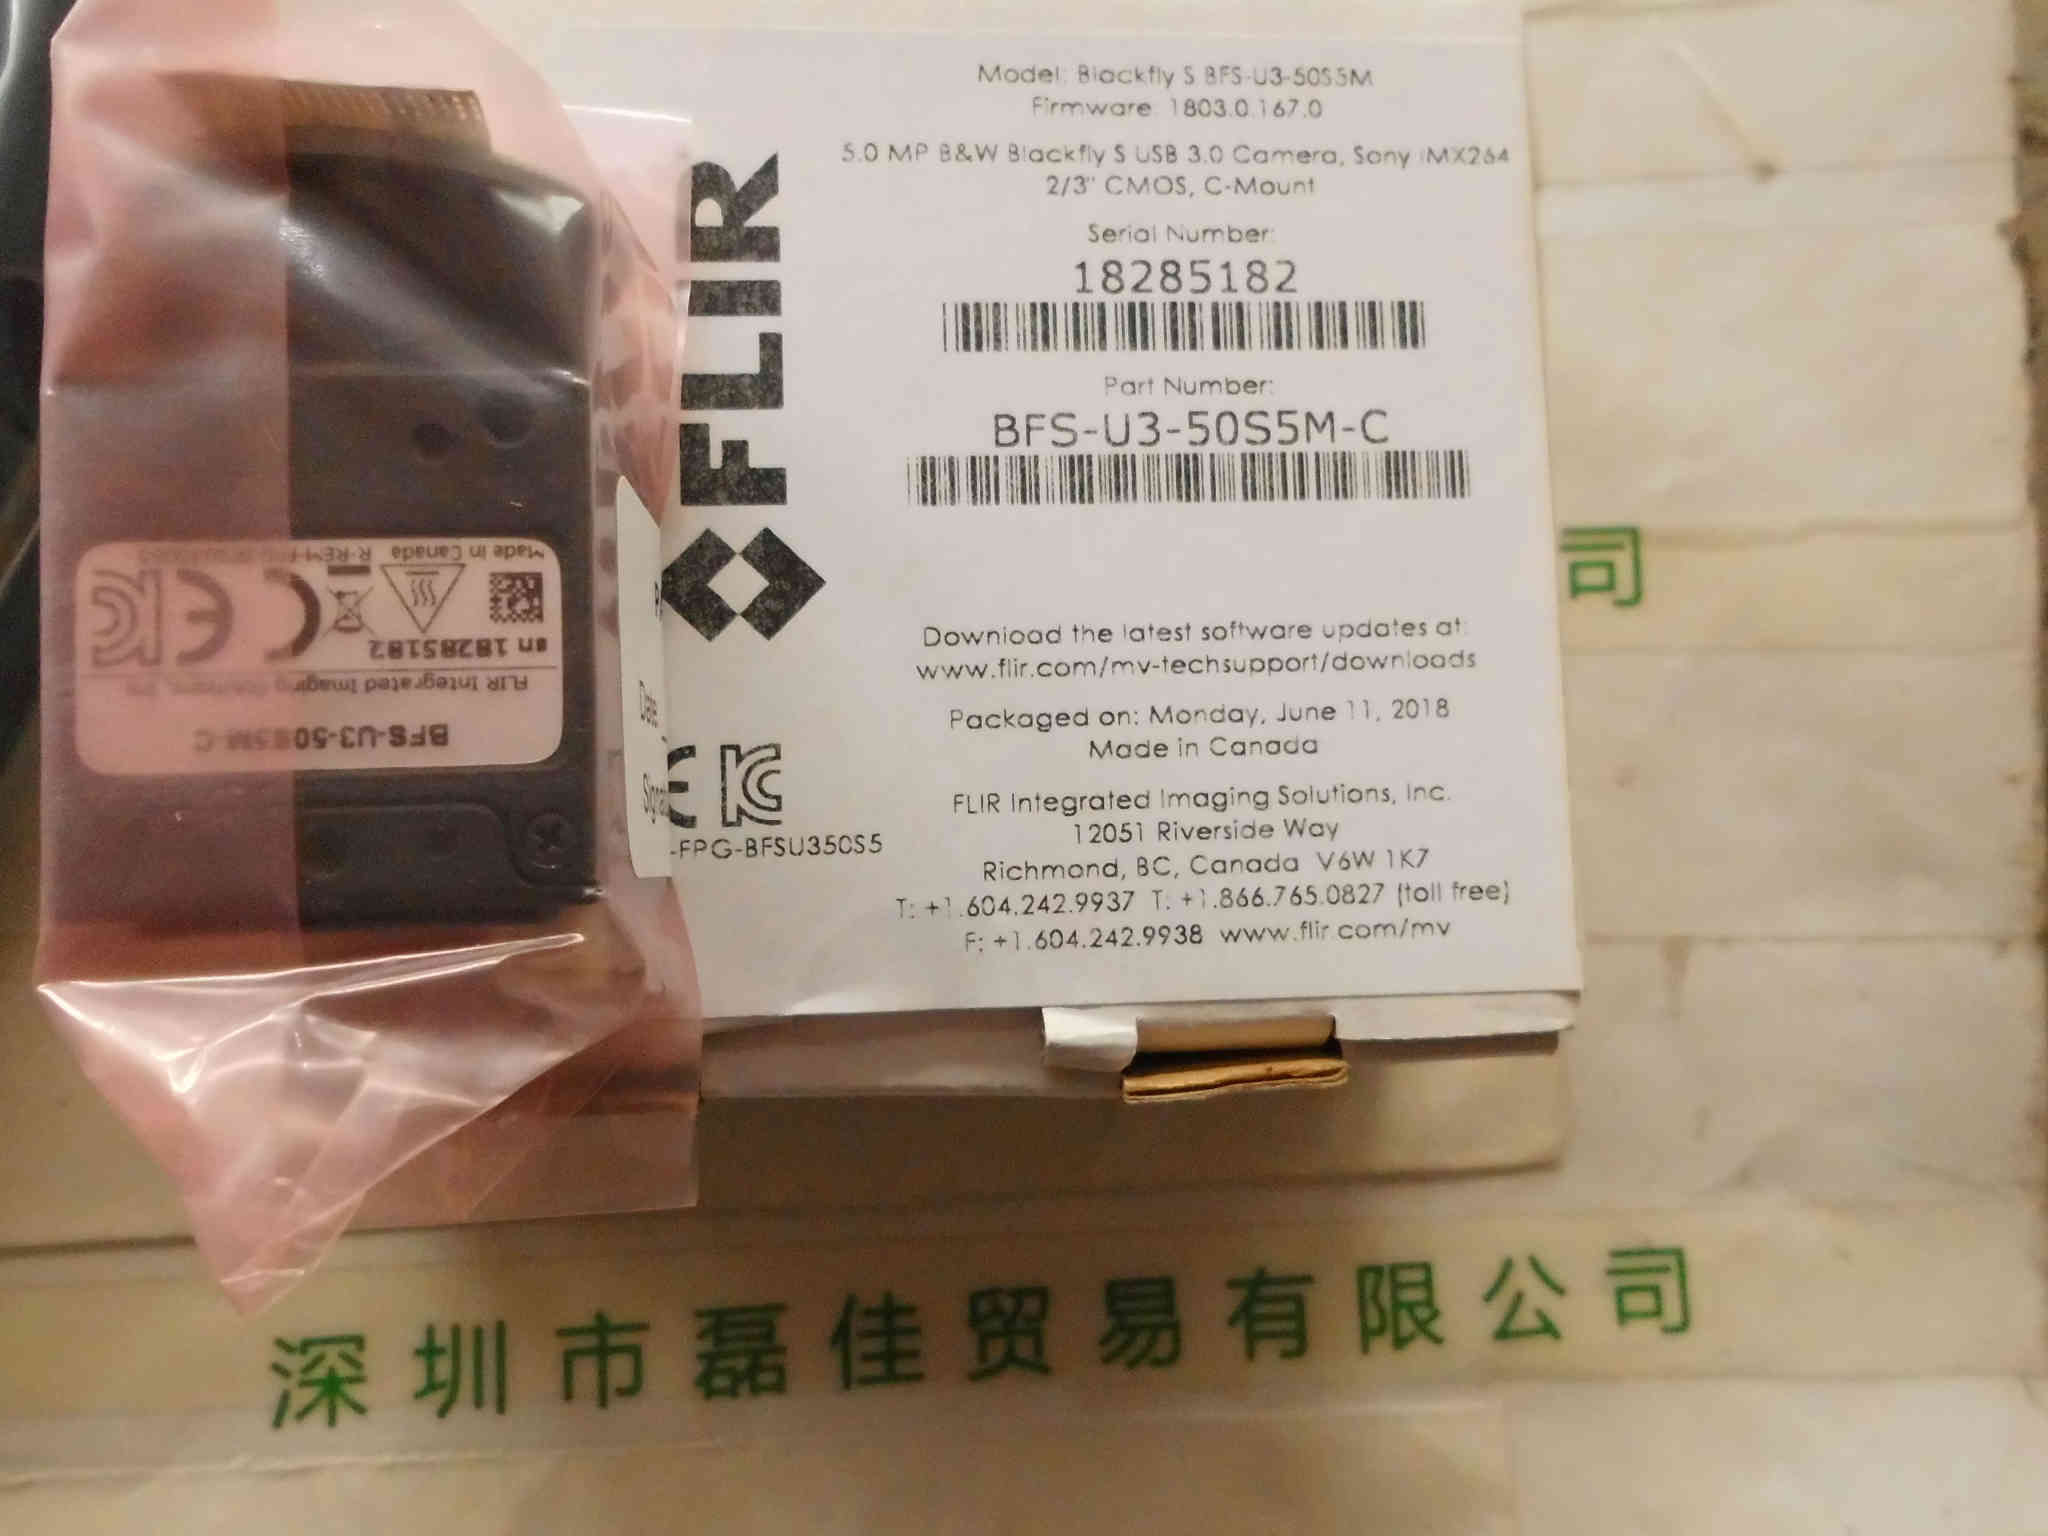 Model: Blackfly S BFS-U3-50S5M
Firmware: 1803.0.167.0
5.0 MP B&W Blackfly S USB 3.0 Camera, Sony IMX264
2/3" CMOS, C-Mount
Serial Number:
18285182
Part Number:
BFS-U3-50S5M-C
Download the latest software updates at:
www.flir.com/mv-techsupport/downloads
Packaged on: Monday, June 11, 2018
Made in Canada
FLIR Integrated Imaging Solutions, Inc.
12051 Riverside Way
Richmond, BC, Canada V6W 1K7
T: +1.604.242.9937 T: +1.866.765.0827 (toll free)
F: +1.604.242.9938 www.flir.com/mv
FLIR
-FPG-BFSU350S5
Date
BFS-U3-50S5M-C
FLIR Integrated Imaging Solutions, Inc.
sn 18285182
CE
Made in Canada
司
深圳市磊佳贸易有限公司